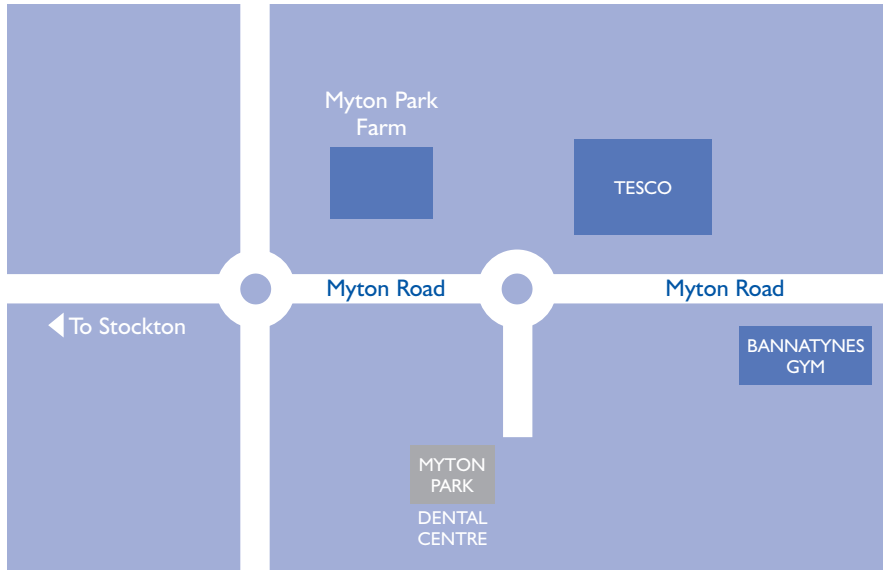 Myton Park
Farm
TESCO
Myton Road
Myton Road
To Stockton
BANNATYNES
GYM
MYTON
PARK
DENTAL
CENTRE